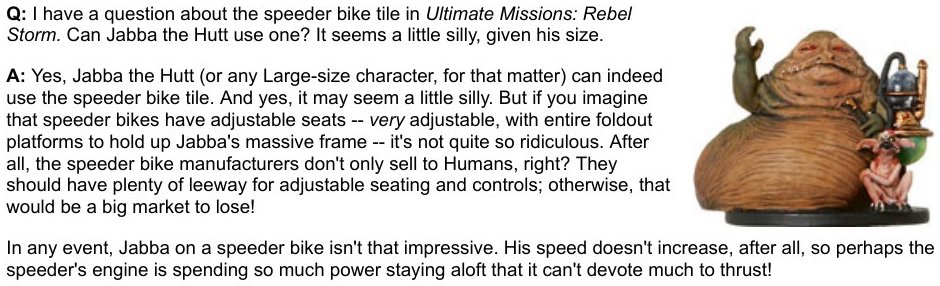 Q: I have a question about the speeder bike tile in Ultimate Missions: Rebel
Storm. Can Jabba the Hutt use one? It seems a little silly, given his size.
A: Yes, Jabba the Hutt (or any Large-size character, for that matter) can indeed
use the speeder bike tile. And yes, it may seem a little silly. But if you imagine
that speeder bikes have adjustable seats -- very adjustable, with entire foldout
platforms to hold up Jabba's massive frame -- it's not quite so ridiculous. After
all, the speeder bike manufacturers don't only sell to Humans, right? They
should have plenty of leeway for adjustable seating and controls; otherwise, that
would be a big market to lose!
In any event, Jabba on a speeder bike isn't that impressive. His speed doesn't increase, after all, so perhaps the
speeder's engine is spending so much power staying aloft that it can't devote much to thrust!